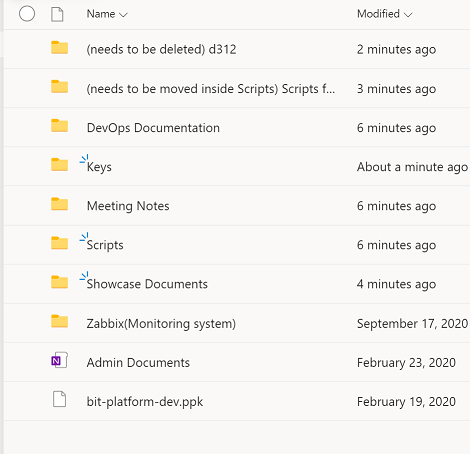 Name Modified
(needs to be deleted) d312 2 minutes ago
(needs to be moved inside Scripts) Scripts f... 3 minutes ago
DevOps Documentation 6 minutes ago
Keys About a minute ago
Meeting Notes 6 minutes ago
Scripts 6 minutes ago
Showcase Documents 4 minutes ago
Zabbix(Monitoring system) September 17, 2020
N Admin Documents February 23, 2020
bit-platform-dev.ppk February 19, 2020